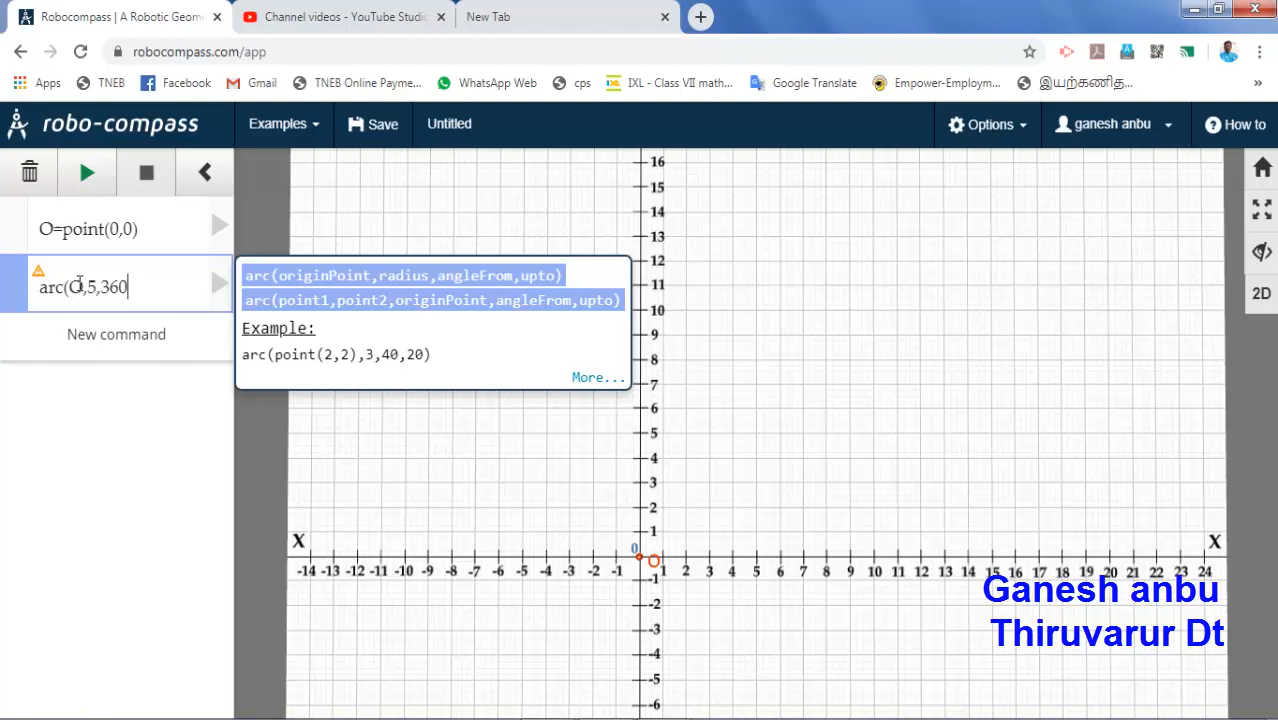 Robocompass | A Robotic Geom
Channel videos - YouTube Studio
New Tab
robocompass.com/app
Apps
TNEB
Facebook
Gmail
TNEB Online Payme...
WhatsApp Web
cps
IXL - Class VII math...
Google Translate
Empower-Employm...
இயற்கணித...
»
robo-compass
Examples
Save
Untitled
Options
ganesh anbu
How to
O=point(0,0)
arc(O,5,360
New command
arc(originPoint,radius,angleFrom,upto)
arc(point1,point2,originPoint,angleFrom,upto)
Example:
arc(point(2,2),3,40,20)
More...
2D
16
15
14
13
12
11
10
9
8
7
6
5
4
3
2
1
X
0
O
X
-14 -13 -12 -11 -10 -9 -8 -7 -6 -5 -4 -3 -2 -1 1 2 3 4 5 6 7 8 9 10 11 12 13 14 15 16 17 18 19 20 21 22 23 24
-1
-2
-3
-4
-5
-6
Ganesh anbu
Thiruvarur Dt